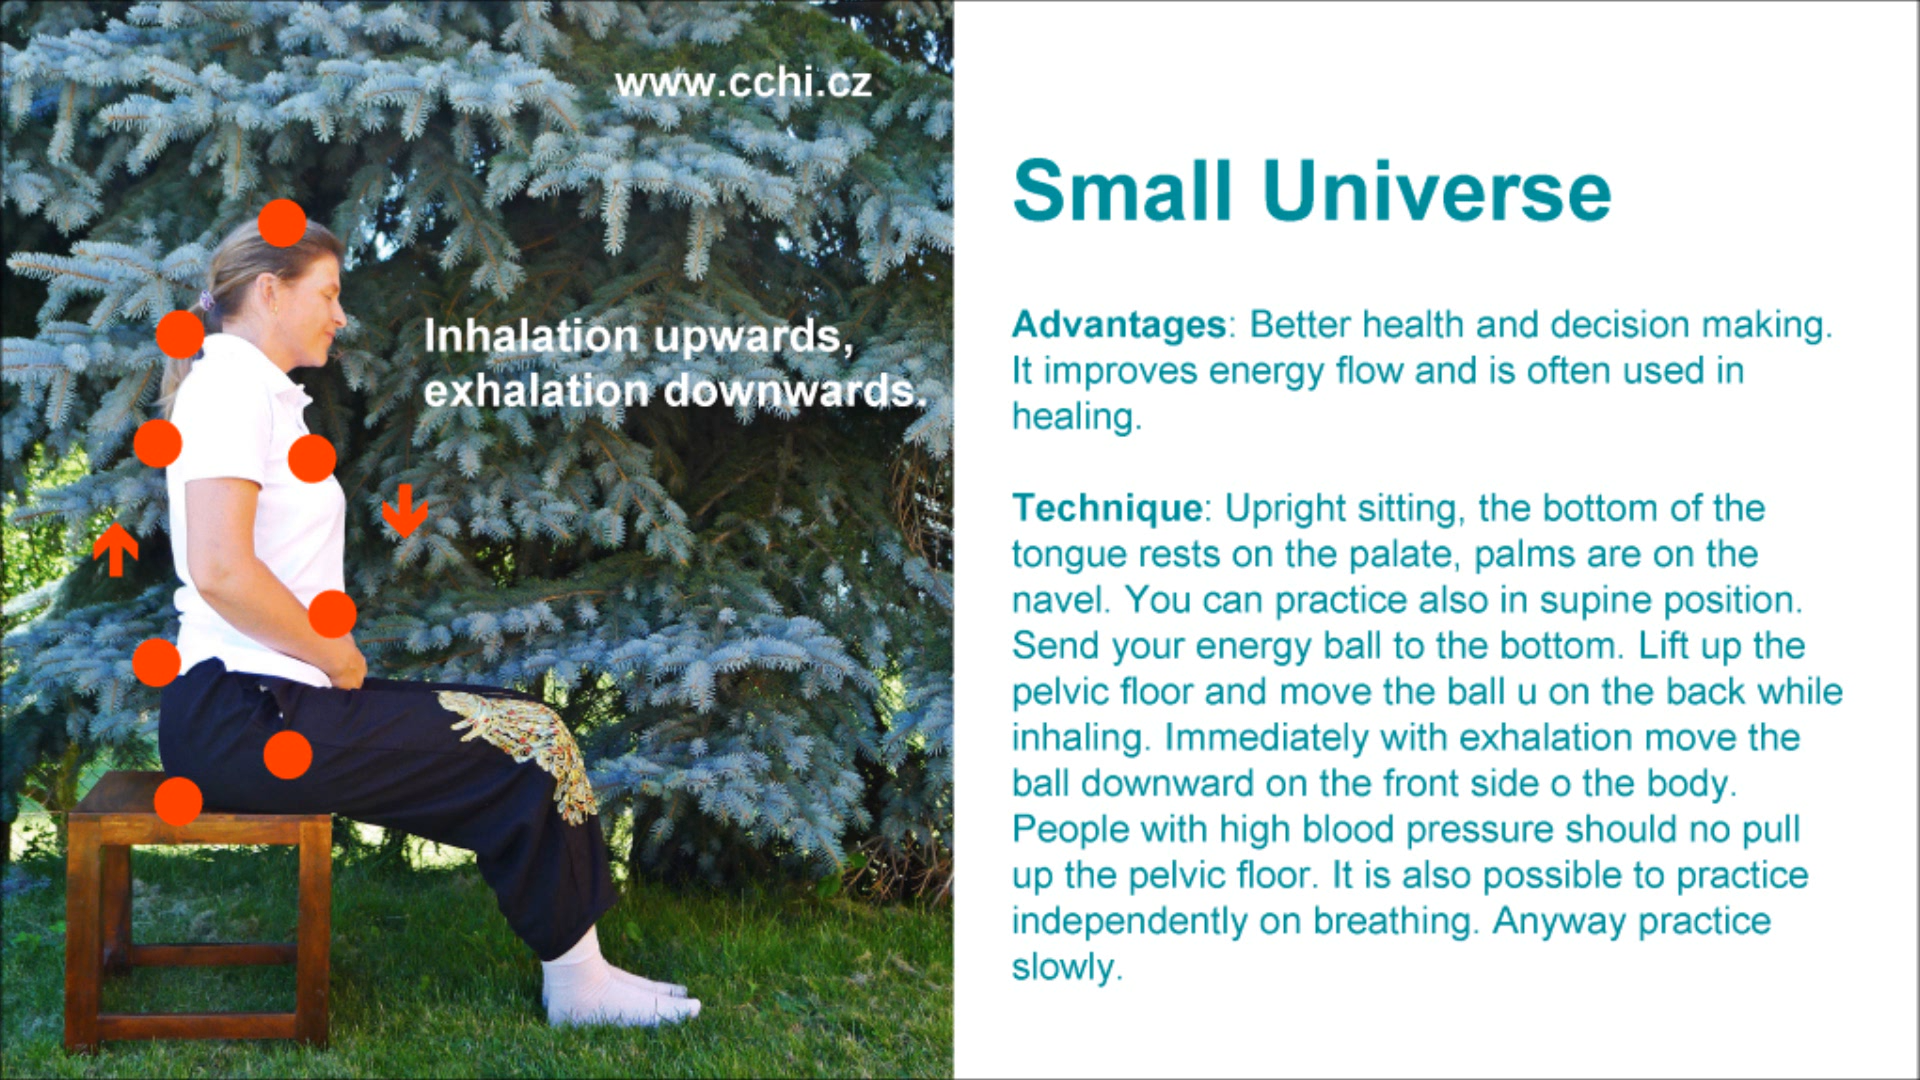 www.cchi.cz
Inhalation upwards,
exhalation downwards.
Small Universe
Advantages: Better health and decision making.
It improves energy flow and is often used in
healing.
Technique: Upright sitting, the bottom of the
tongue rests on the palate, palms are on the
navel. You can practice also in supine position.
Send your energy ball to the bottom. Lift up the
pelvic floor and move the ball u on the back while
inhaling. Immediately with exhalation move the
ball downward on the front side o the body.
People with high blood pressure should no pull
up the pelvic floor. It is also possible to practice
independently on breathing. Anyway practice
slowly.